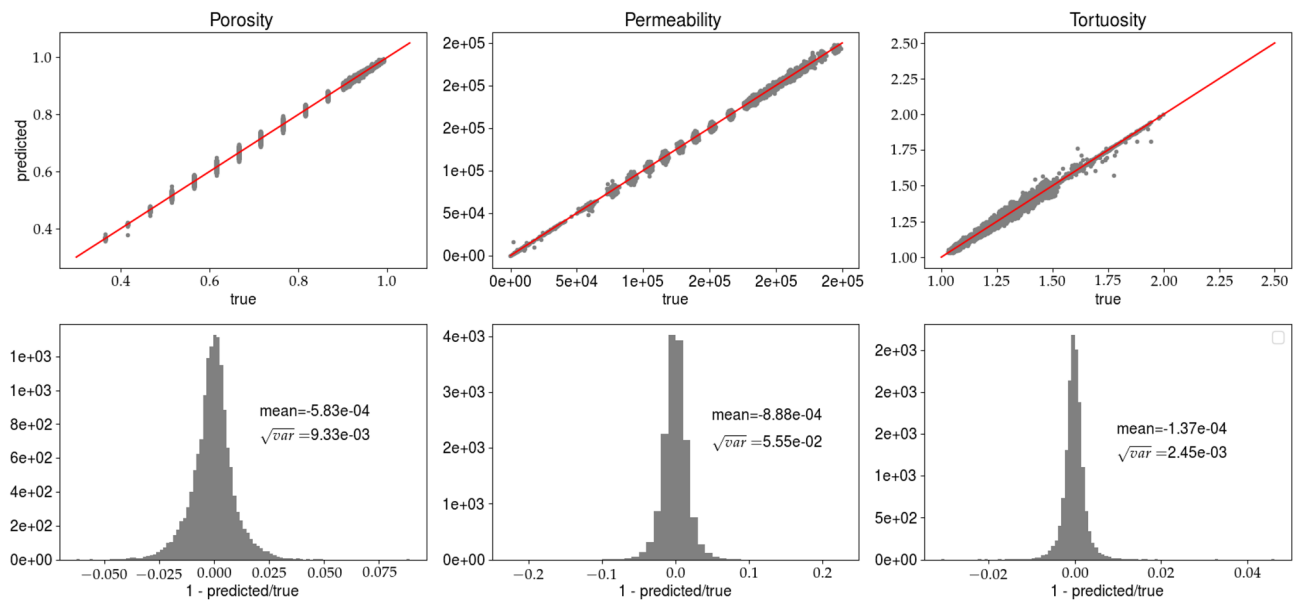 Porosity
1.0
0.8
0.6
0.4
predicted
0.4 0.6 0.8 1.0
true
Permeability
2e+05
2e+05
2e+05
1e+05
5e+04
0e+00
0e+00 5e+04 1e+05 2e+05 2e+05 2e+05
true
Tortuosity
2.50
2.25
2.00
1.75
1.50
1.25
1.00
1.00 1.25 1.50 1.75 2.00 2.25 2.50
true
1e+03
1e+03
8e+02
6e+02
4e+02
2e+02
0e+00
mean=-5.83e-04
√var =9.33e-03
−0.050 −0.025 0.000 0.025 0.050 0.075
1 - predicted/true
4e+03
3e+03
2e+03
1e+03
0e+00
mean=-8.88e-04
√var =5.55e-02
−0.2 −0.1 0.0 0.1 0.2
1 - predicted/true
2e+03
2e+03
2e+03
1e+03
5e+02
0e+00
mean=-1.37e-04
√var =2.45e-03
−0.02 0.00 0.02 0.04
1 - predicted/true